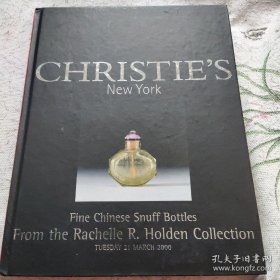 CHRISTIE'S
New York
Fine Chinese Snuff Bottles
From the Rachelle R. Holden Collection
TUESDAY 21 MARCH 2000
孔夫子旧书网